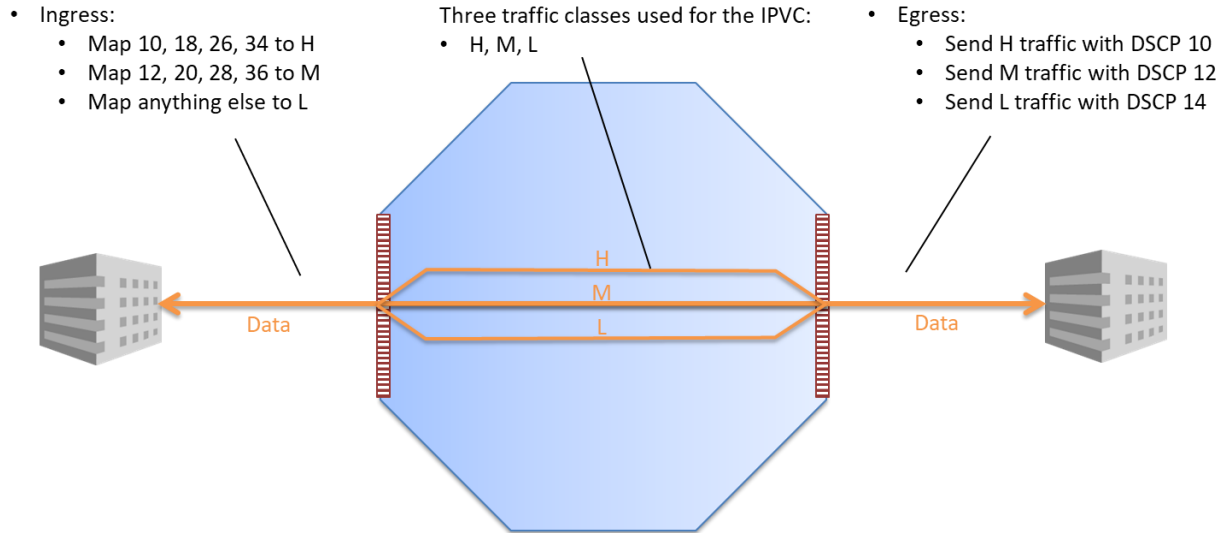 • Ingress:
• Map 10, 18, 26, 34 to H
• Map 12, 20, 28, 36 to M
• Map anything else to L
Three traffic classes used for the IPVC:
• H, M, L
• Egress:
• Send H traffic with DSCP 10
• Send M traffic with DSCP 12
• Send L traffic with DSCP 14
H
M
L
Data
Data